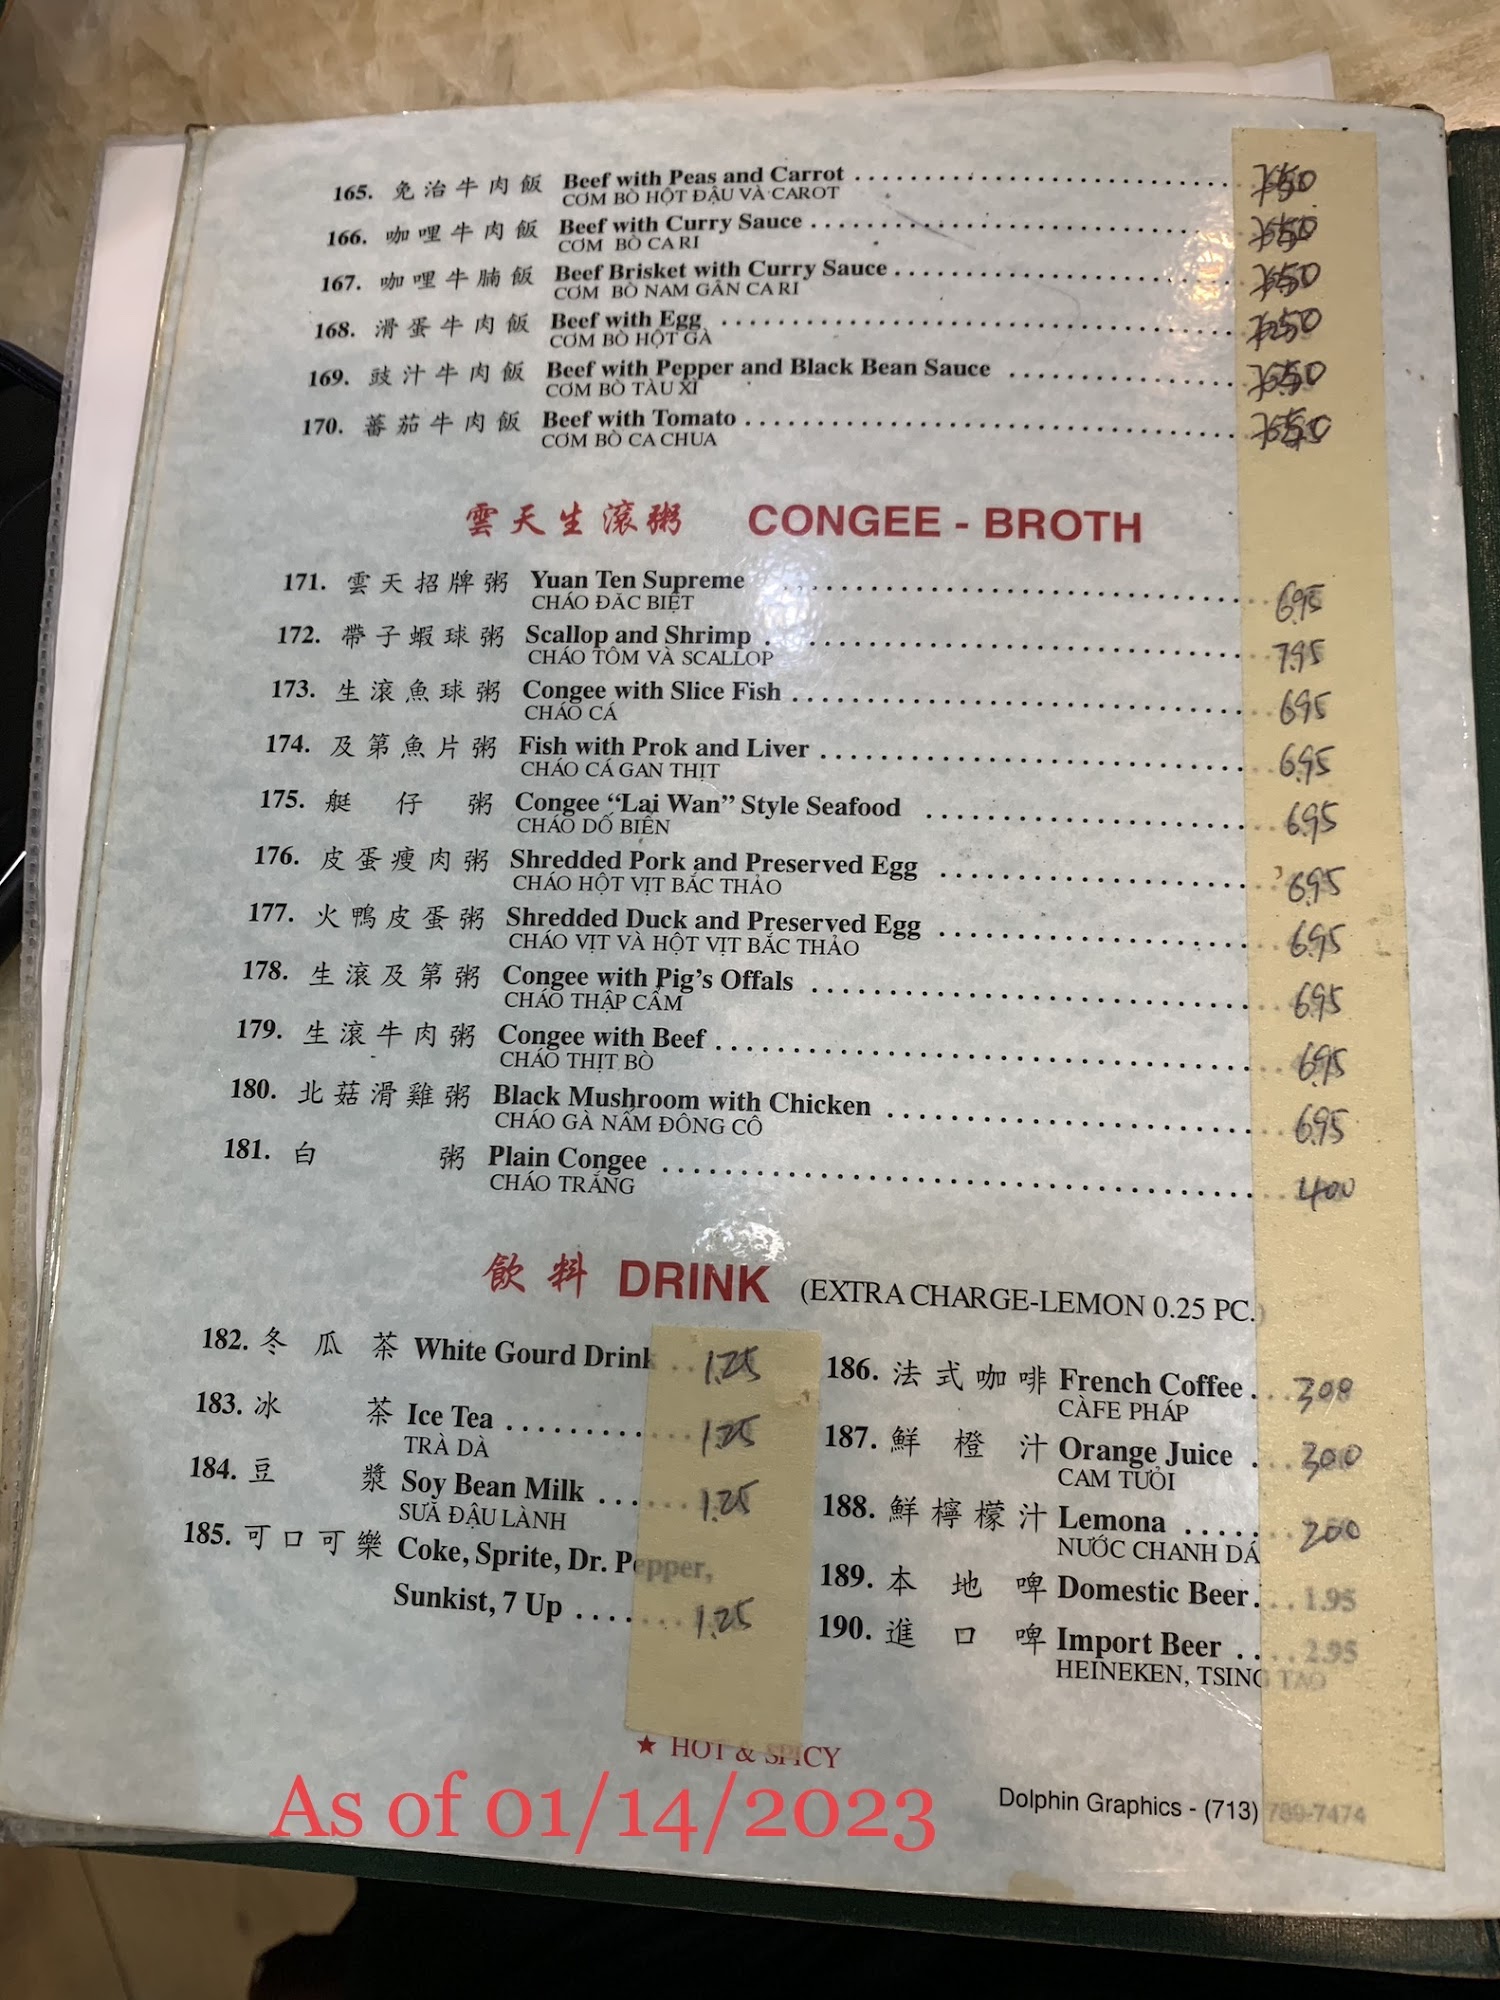 165. 免治牛肉飯 Beef with Peas and Carrot
CƠM BÒ HỘT ĐẬU VÀ CAROT
166. 咖哩牛肉飯 Beef with Curry Sauce
CƠM BÒ CA RI
167. 咖哩牛腩飯 Beef Brisket with Curry Sauce
CƠM BÒ NAM GÂN CA RI
168. 滑蛋牛肉飯 Beef with Egg
CƠM BÒ HỘT GÀ
169. 豉汁牛肉飯 Beef with Pepper and Black Bean Sauce
CƠM BÒ TÀU XÌ
170. 蕃茄牛肉飯 Beef with Tomato
CƠM BÒ CA CHUA
雲天生滾粥 CONGEE - BROTH
171. 雲天招牌粥 Yuan Ten Supreme 6.95
CHÁO ĐĂC BIỆT
172. 帶子蝦球粥 Scallop and Shrimp 7.95
CHÁO TÔM VÀ SCALLOP
173. 生滾魚球粥 Congee with Slice Fish 6.95
CHÁO CÁ
174. 及第魚片粥 Fish with Prok and Liver 6.95
CHÁO CÁ GAN THỊT
175. 艇仔粥 Congee “Lai Wan” Style Seafood 6.95
CHÁO DỐ BIÊN
176. 皮蛋瘦肉粥 Shredded Pork and Preserved Egg 6.95
CHÁO HỘT VỊT BẮC THẢO
177. 火鴨皮蛋粥 Shredded Duck and Preserved Egg 6.95
CHÁO VỊT VÀ HỘT VỊT BẮC THẢO
178. 生滾及第粥 Congee with Pig's Offals 6.95
CHÁO THẬP CẨM
179. 生滾牛肉粥 Congee with Beef 6.95
CHÁO THỊT BÒ
180. 北菇滑雞粥 Black Mushroom with Chicken 6.95
CHÁO GÀ NẤM ĐÔNG CÔ
181. 白粥 Plain Congee 4.00
CHÁO TRẮNG
飲料 DRINK (EXTRA CHARGE-LEMON 0.25 PC.)
182. 冬瓜茶 White Gourd Drink 1.25
183. 冰茶 Ice Tea 1.25
TRÀ DÀ
184. 豆漿 Soy Bean Milk 1.25
SƯÃ ĐẬU LÀNH
185. 可口可樂 Coke, Sprite, Dr. Pepper,
Sunkist, 7 Up 1.25
186. 法式咖啡 French Coffee 3.00
CÀFE PHÁP
187. 鮮橙汁 Orange Juice 3.00
CAM TƯỎI
188. 鮮檸檬汁 Lemona 2.00
NƯỚC CHANH DÁ
189. 本地啤 Domestic Beer 1.95
190. 進口啤 Import Beer 2.95
HEINEKEN, TSING TAO
★ HOT & SPICY
As of 01/14/2023
Dolphin Graphics - (713) 789-7474